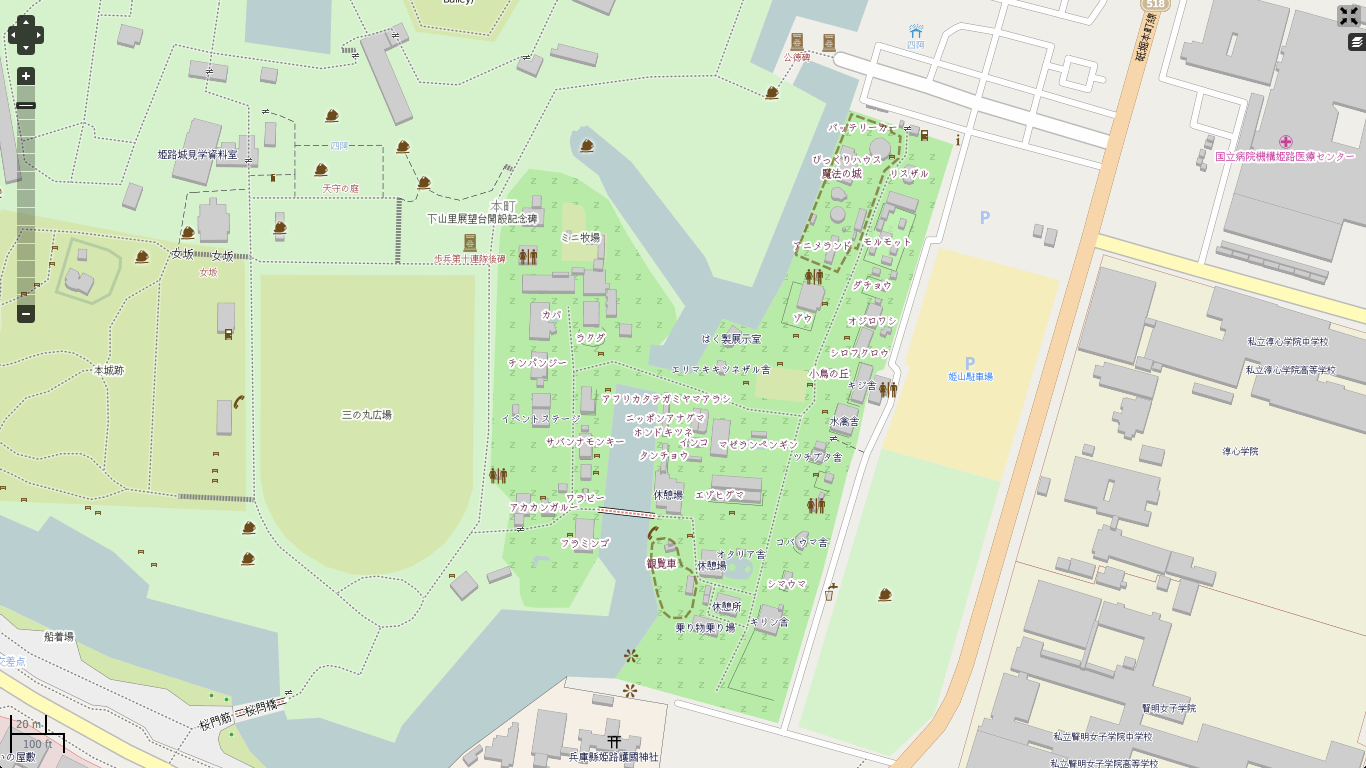 Bailey)
518
公徳碑
四阿
バッテリーカー
国立病院機構姫路医療センター
姫路城見学資料室
四阿
びっくりハウス
魔法の城
リスザル
天守の庭
本町
下山里展望台開設記念碑
P
ミニ牧場
アニメランド
モルモット
女坂
女坂
女坂
歩兵第十連隊後碑
ダチョウ
カバ
ゾウ
オジロワシ
ラクダ
はく製展示室
私立淳心学院中学校
シロフクロウ
チンパンジー
エリマキキツネザル舎
小鳥の丘
P
姫山駐車場
私立淳心学院高等学校
本城跡
キジ舎
アフリカタテガミヤマアラシ
三の丸広場
イベントステージ
ニッポンアナグマ
水禽舎
ホンドキツネ
サバンナモンキー
インコ
マゼランペンギン
タンチョウ
ツチブタ舎
淳心学院
ワラビー
休憩場
エゾヒグマ
アカカンガルー
フラミンゴ
コバウマ舎
オタリア舎
観覧車
休憩場
シマウマ
休憩所
キリン舎
乗り物乗り場
船着場
交差点
桜門筋
桜門橋
賢明女子学院
20 m
100 ft
私立賢明女子学院中学校
兵庫縣姫路護國神社
の屋敷
私立賢明女子学院高等学校